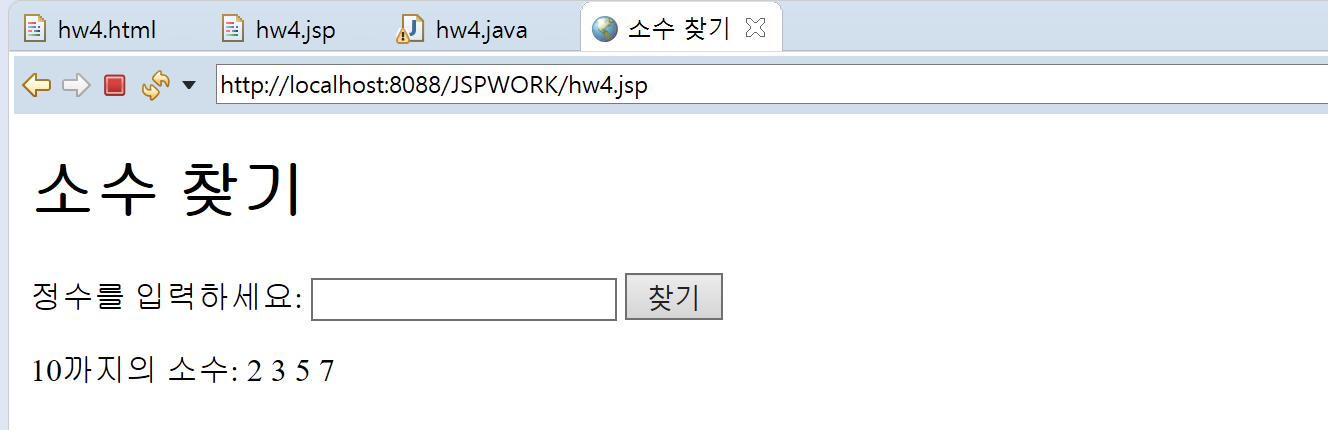 hw4.html hw4.jsp hw4.java 소수 찾기
http://localhost:8088/JSPWORK/hw4.jsp
소수 찾기
정수를 입력하세요: 찾기
10까지의 소수: 2 3 5 7